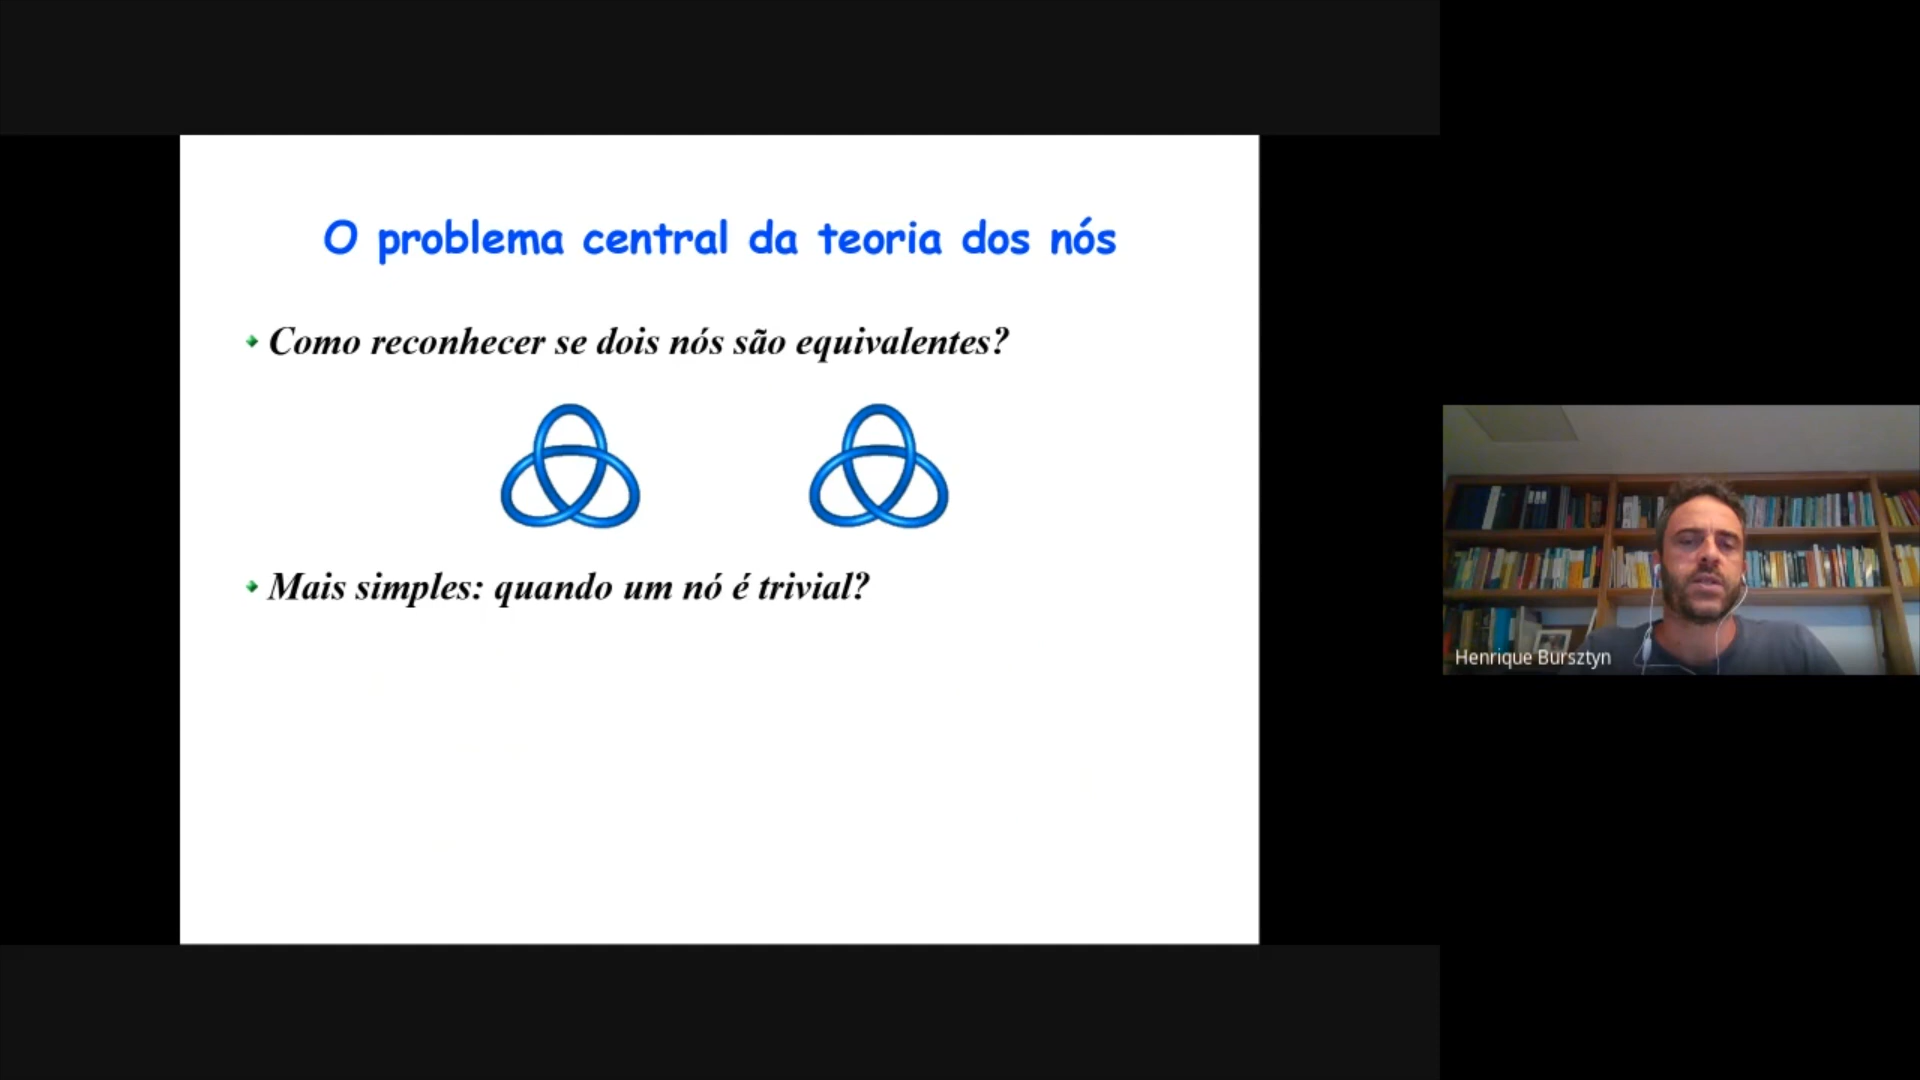 O problema central da teoria dos nós
Como reconhecer se dois nós são equivalentes?
Mais simples: quando um nó é trivial?
Henrique Bursztyn